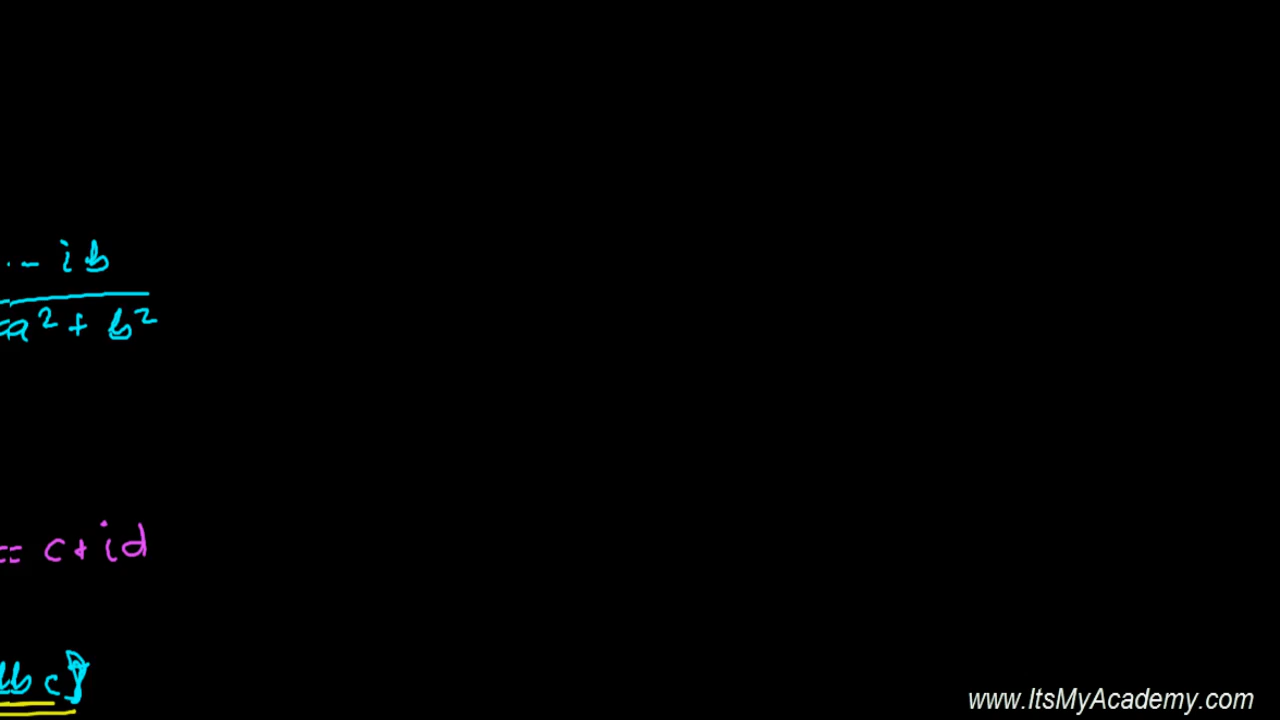 - ib
a² + b²
= c + id
bc}
www.ItsMyAcademy.com